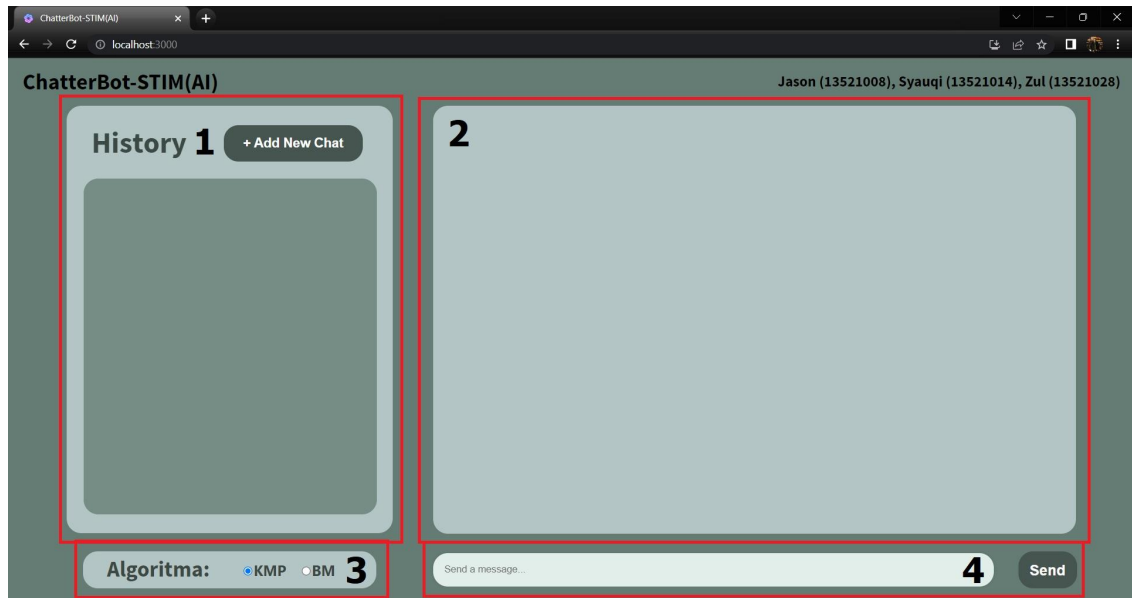 ChatterBot-STIM(AI)
localhost:3000
ChatterBot-STIM(AI)
Jason (13521008), Syauqi (13521014), Zul (13521028)
History 1 + Add New Chat
2
Algoritma: KMP BM 3
Send a message... 4 Send